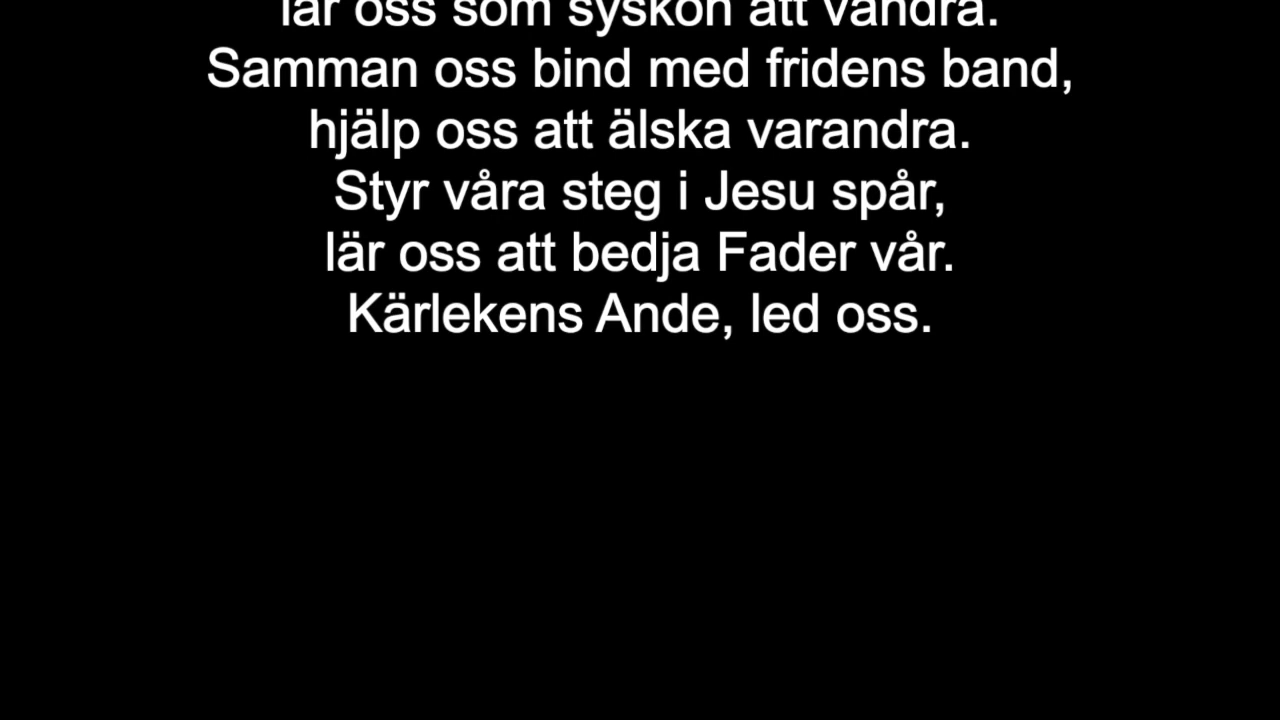 lär oss som syskon att vandra.
Samman oss bind med fridens band,
hjälp oss att älska varandra.
Styr våra steg i Jesu spår,
lär oss att bedja Fader vår.
Kärlekens Ande, led oss.